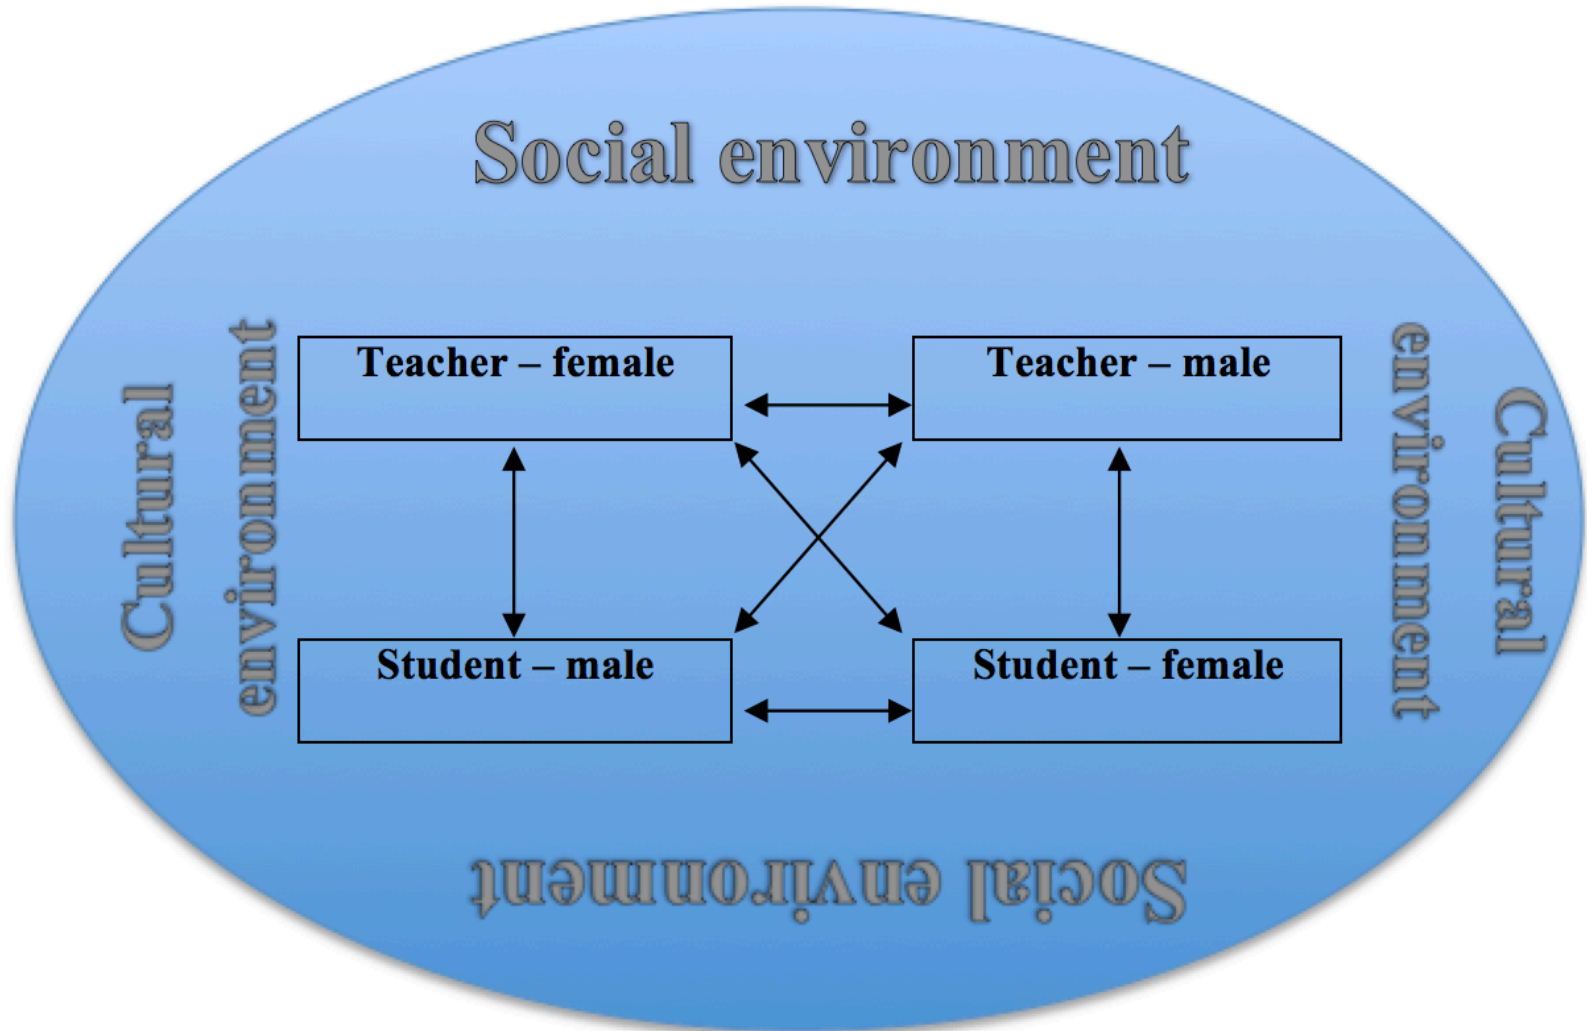 Social environment
Cultural
environment
Teacher – female
Teacher – male
Cultural
environment
Student – male
Student – female
Social environment